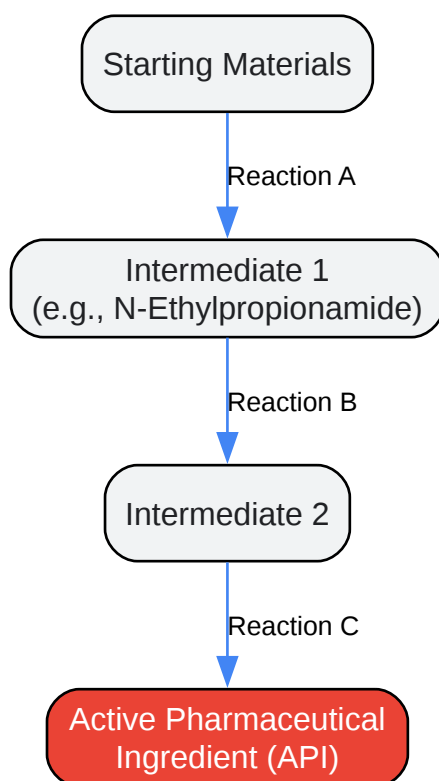 Starting Materials
Reaction A
Intermediate 1
(e.g., N-Ethylpropionamide)
Reaction B
Intermediate 2
Reaction C
Active Pharmaceutical
Ingredient (API)